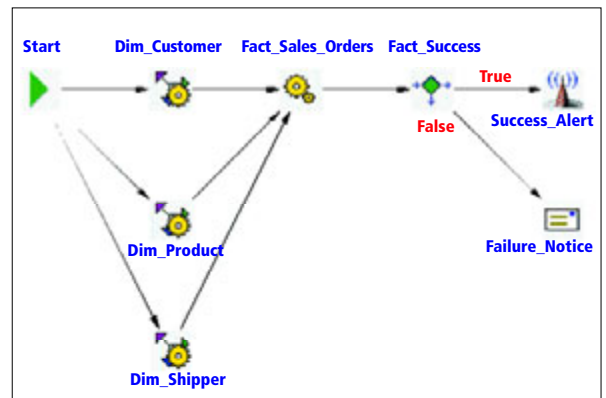 Start Dim_Customer Fact_Sales_Orders Fact_Success
True
Success_Alert
False
Dim_Product
Failure_Notice
Dim_Shipper